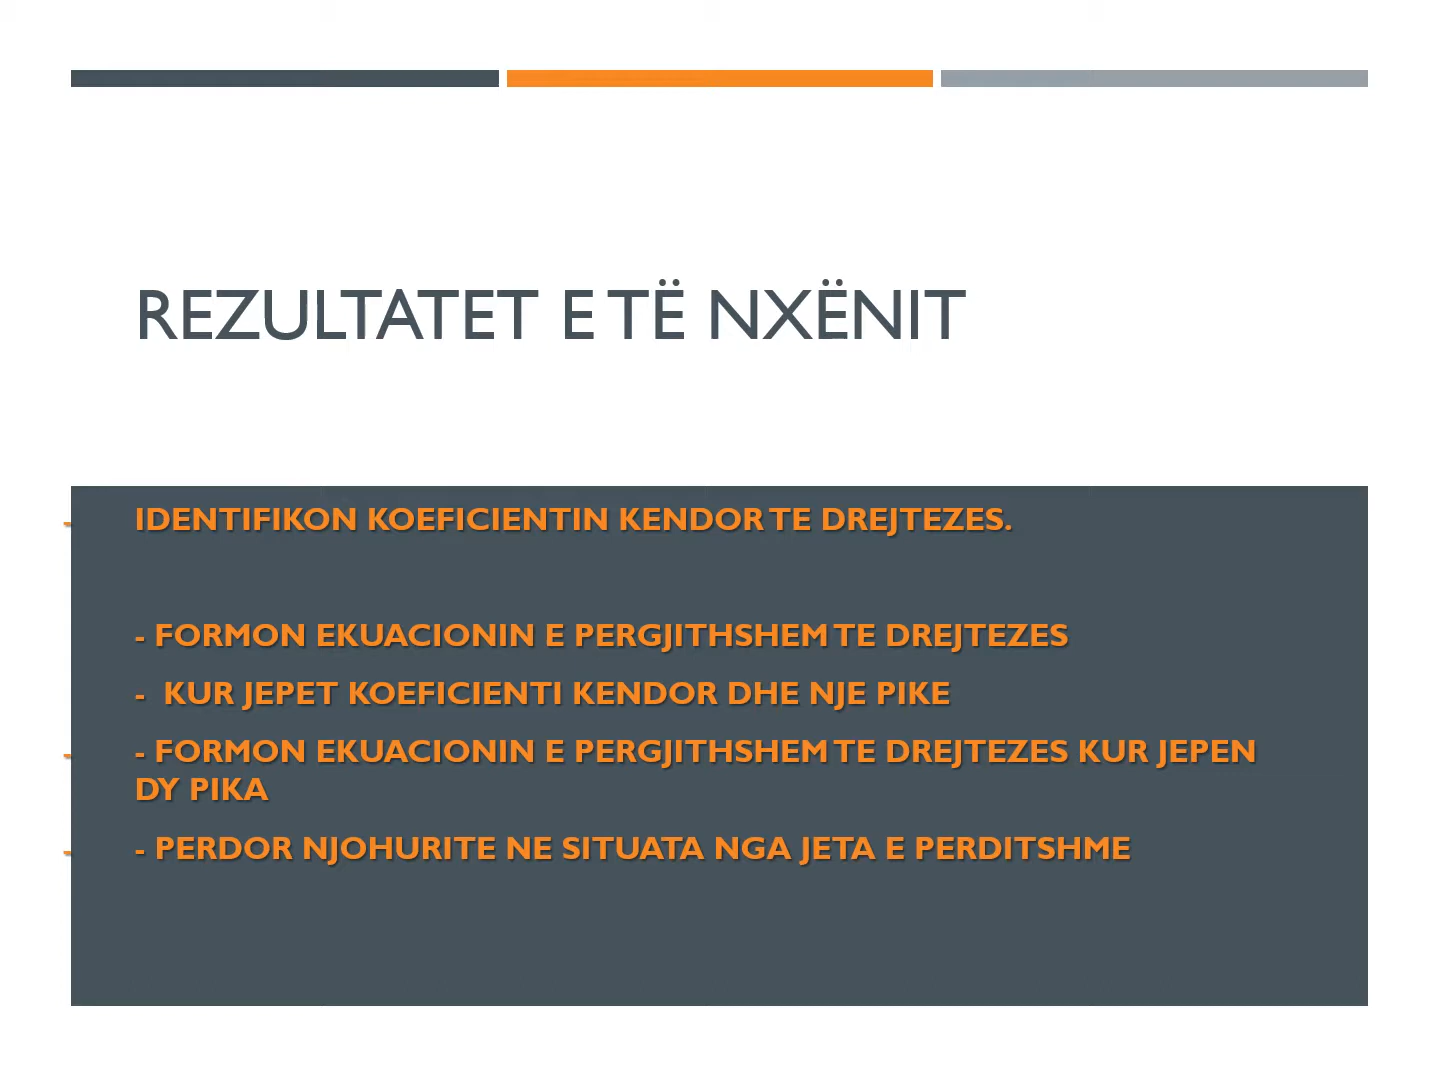 REZULTATET E TË NXËNIT
- IDENTIFIKON KOEFICIENTIN KENDOR TE DREJTEZES.
- FORMON EKUACIONIN E PERGJITHSHEM TE DREJTEZES
- KUR JEPET KOEFICIENTI KENDOR DHE NJE PIKE
- - FORMON EKUACIONIN E PERGJITHSHEM TE DREJTEZES KUR JEPEN
DY PIKA
- - PERDOR NJOHURITE NE SITUATA NGA JETA E PERDITSHME